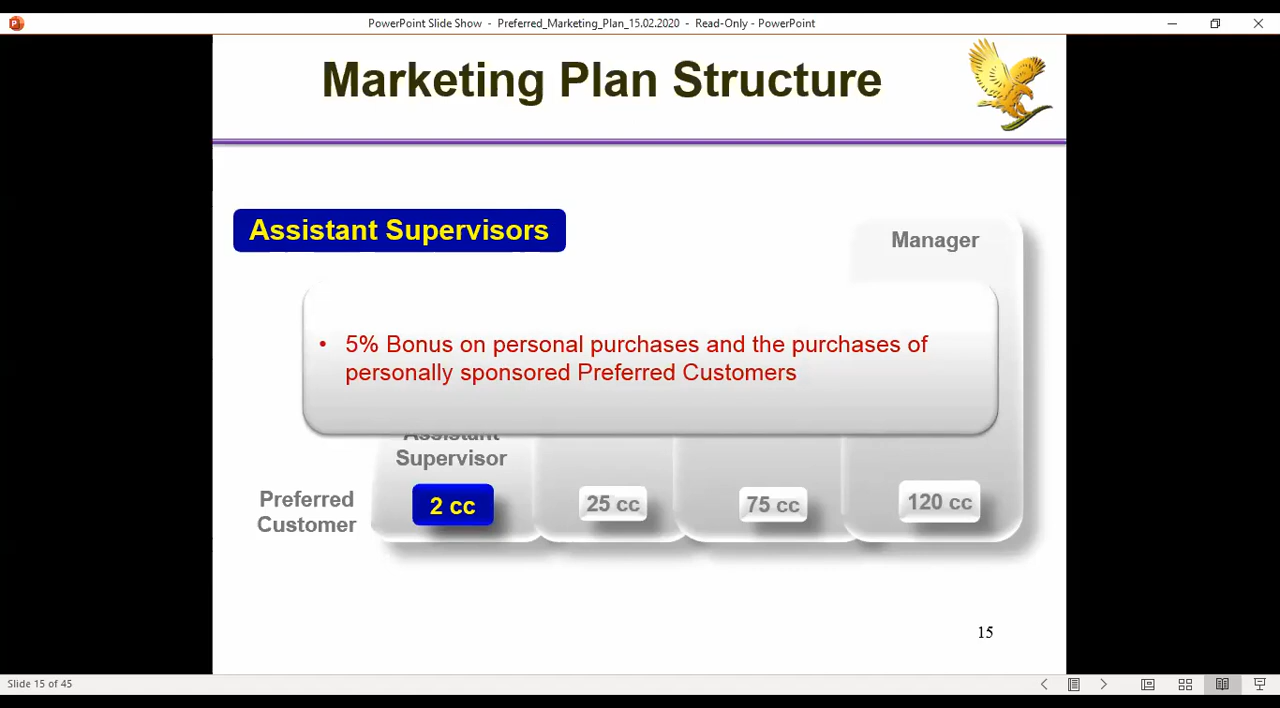 PowerPoint Slide Show - Preferred_Marketing_Plan_15.02.2020 - Read-Only - PowerPoint
Marketing Plan Structure
Assistant Supervisors
Manager
• 5% Bonus on personal purchases and the purchases of
personally sponsored Preferred Customers
Assistant
Supervisor
Preferred
Customer
2 cc
25 cc
75 cc
120 cc
15
Slide 15 of 45